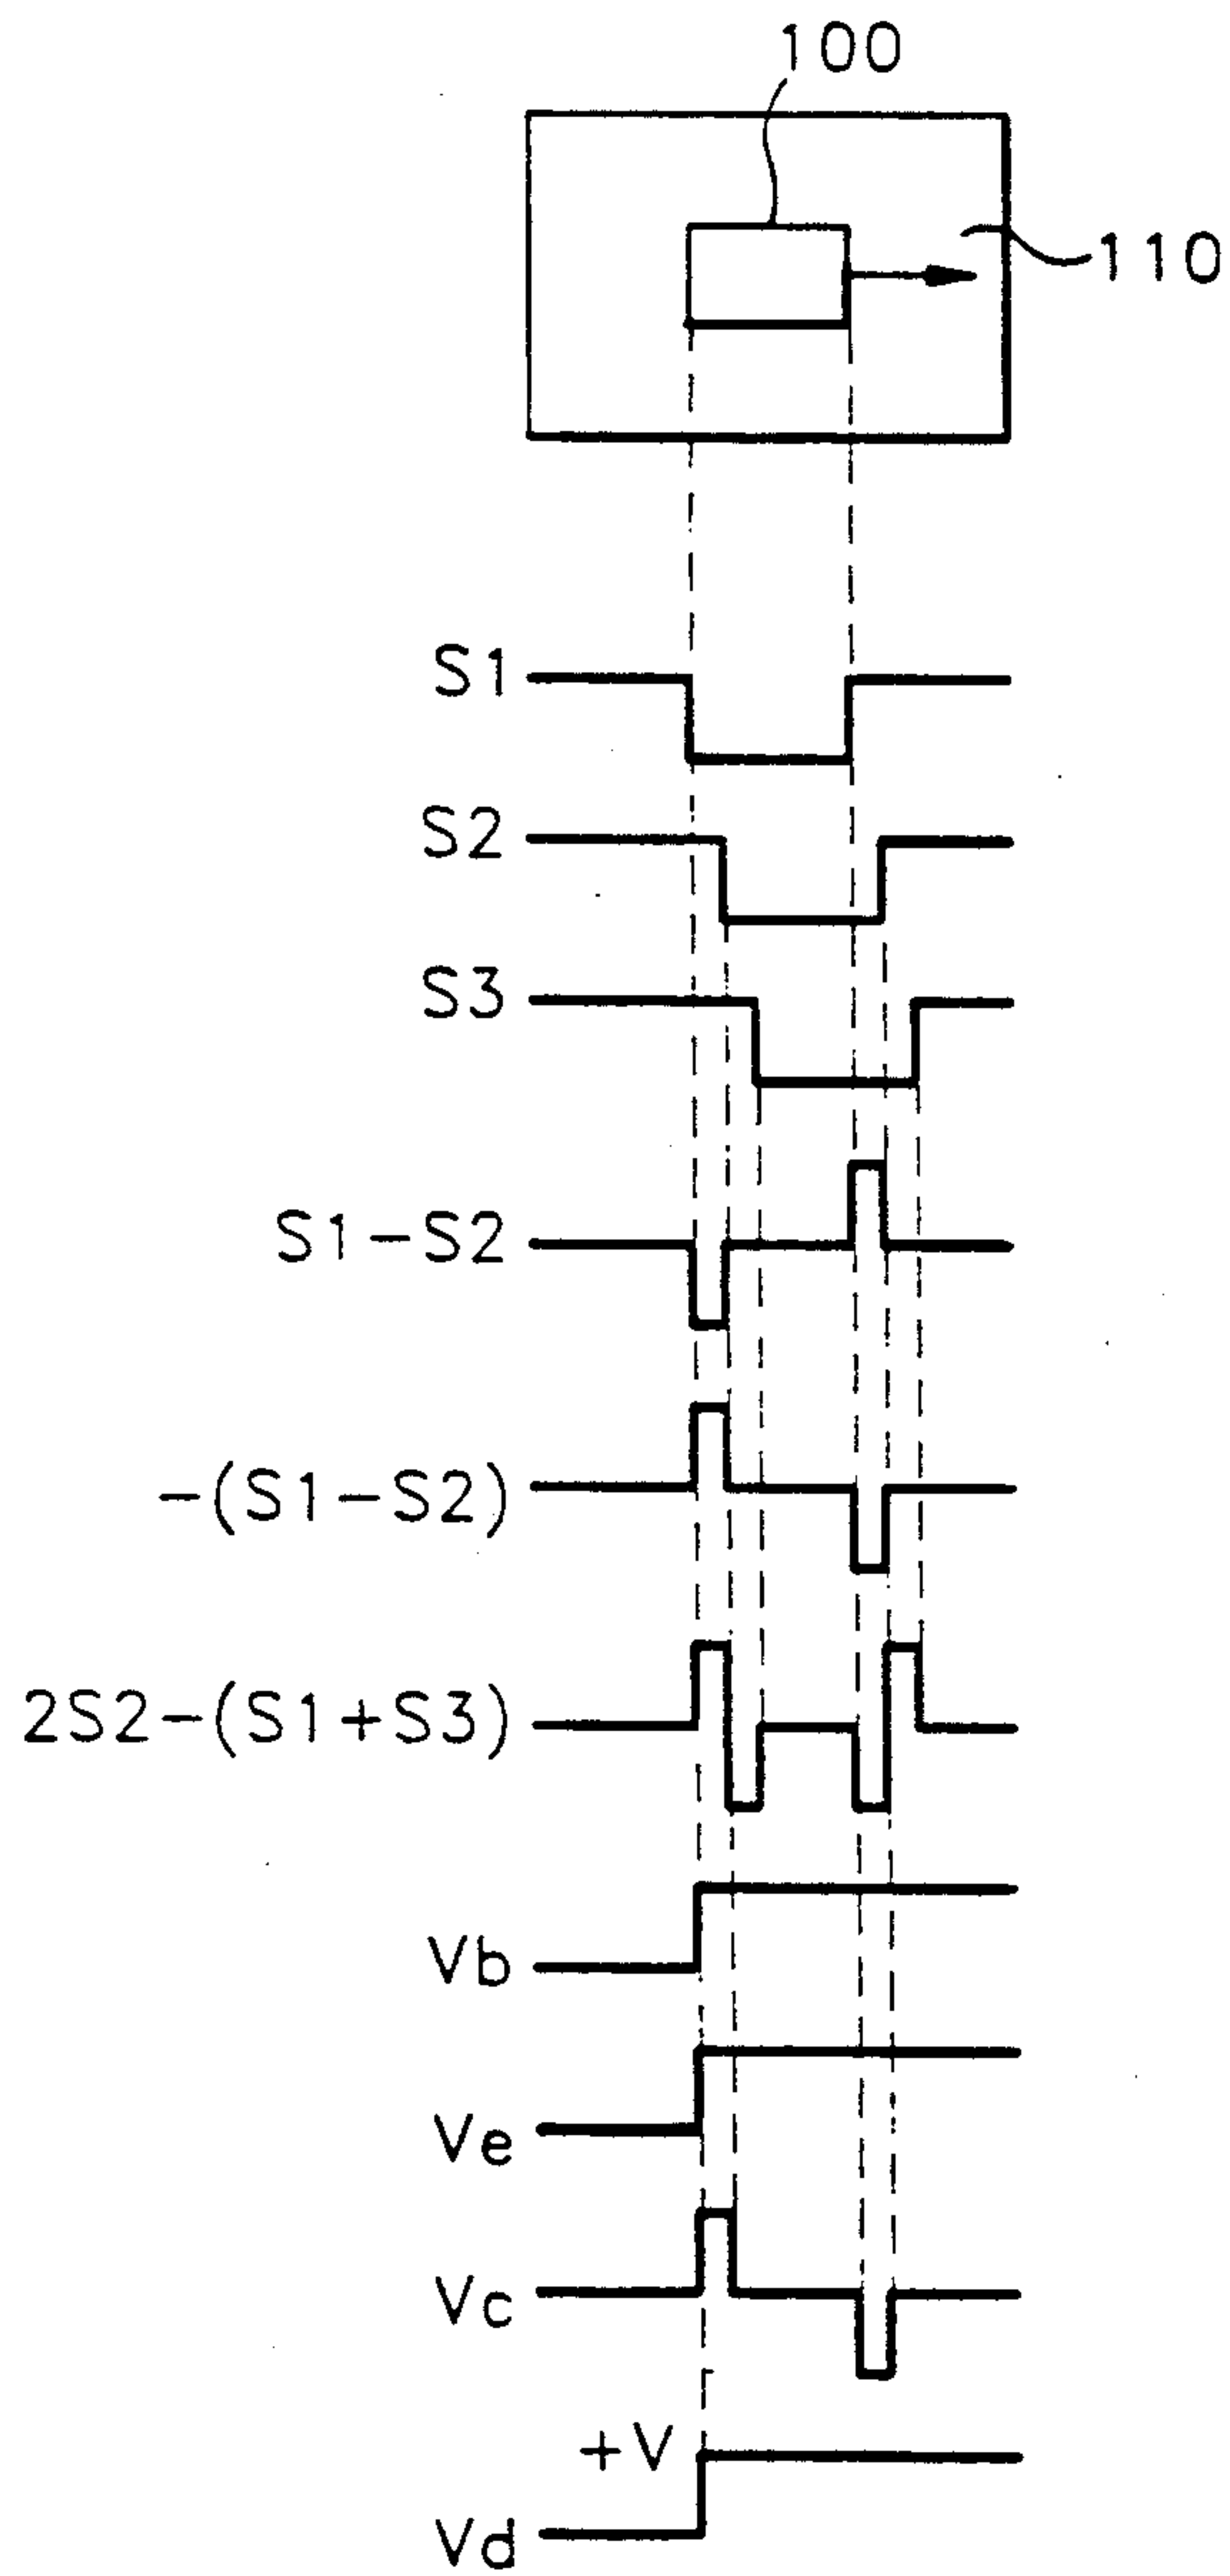 100
110
S1
S2
S3
S1-S2
-(S1-S2)
2S2-(S1+S3)
Vb
Ve
Vc
+V
Vd